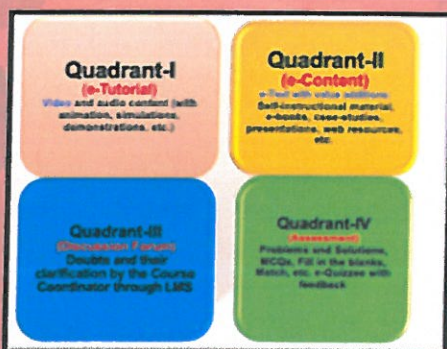 Quadrant-I
(e-Tutorial)
Video and audio content (with
animation, simulations,
demonstrations, etc.)
Quadrant-II
(e-Content)
e-Text with value additions
Self-instructional material,
e-books, case-studies,
presentations, web resources,
etc.
Quadrant-III
(Discussion Forum)
Doubts and their
clarification by the Course
Coordinator through LMS
Quadrant-IV
(Assessment)
Problems and Solutions,
MCQs, Fill in the blanks,
Match, etc. e-Quizzes with
feedback